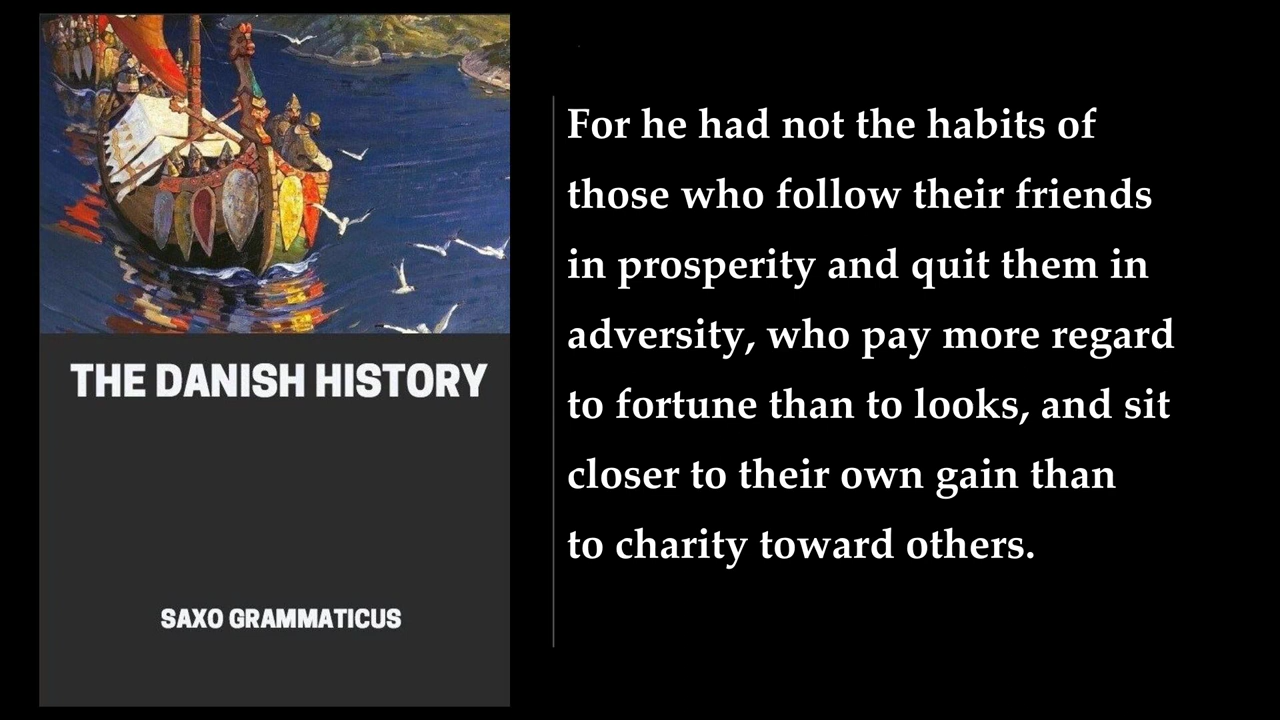 THE DANISH HISTORY
SAXO GRAMMATICUS
For he had not the habits of
those who follow their friends
in prosperity and quit them in
adversity, who pay more regard
to fortune than to looks, and sit
closer to their own gain than
to charity toward others.